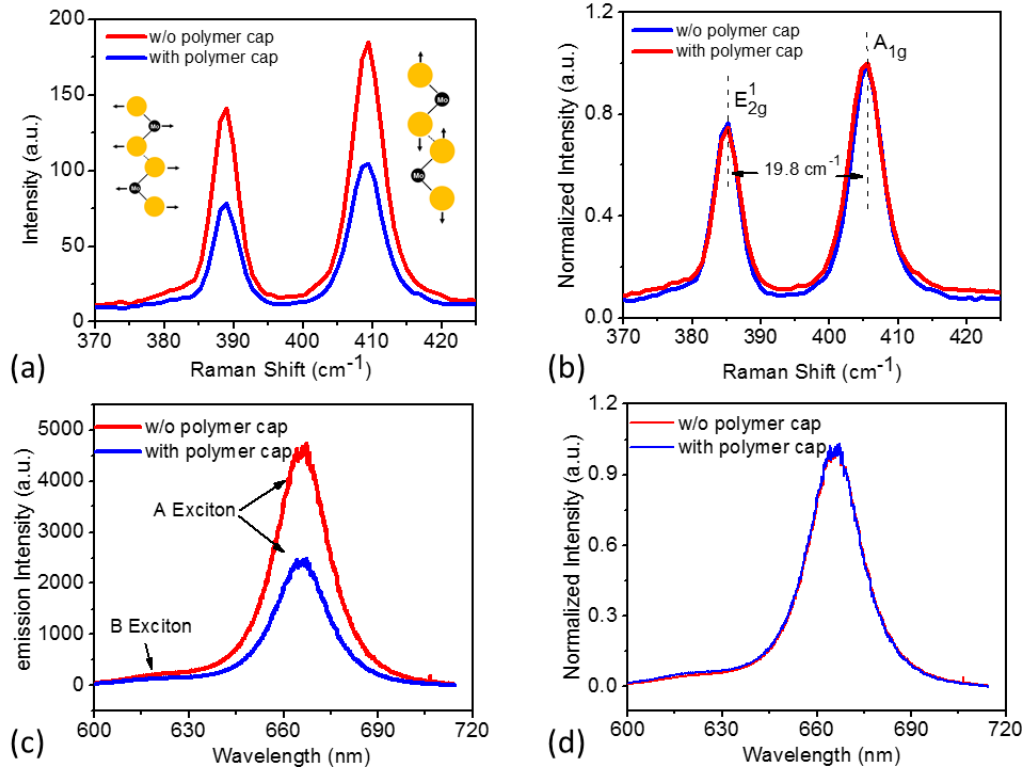 200
150
100
50
0
Intensity (a.u.)
w/o polymer cap
with polymer cap
Mo
Mo
Mo
Mo
370 380 390 400 410 420
Raman Shift (cm-1)
(a)
1.2
0.8
0.4
0.0
Normalized Intensity (a.u.)
w/o polymer cap
with polymer cap
A1g
E12g
19.8 cm-1
370 380 390 400 410 420
Raman Shift (cm-1)
(b)
5000
4000
3000
2000
1000
0
emission Intensity (a.u.)
w/o polymer cap
with polymer cap
A Exciton
B Exciton
600 630 660 690 720
Wavelength (nm)
(c)
1.2
0.9
0.6
0.3
0.0
Normalized Intensity (a.u.)
w/o polymer cap
with polymer cap
600 630 660 690 720
Wavelength (nm)
(d)